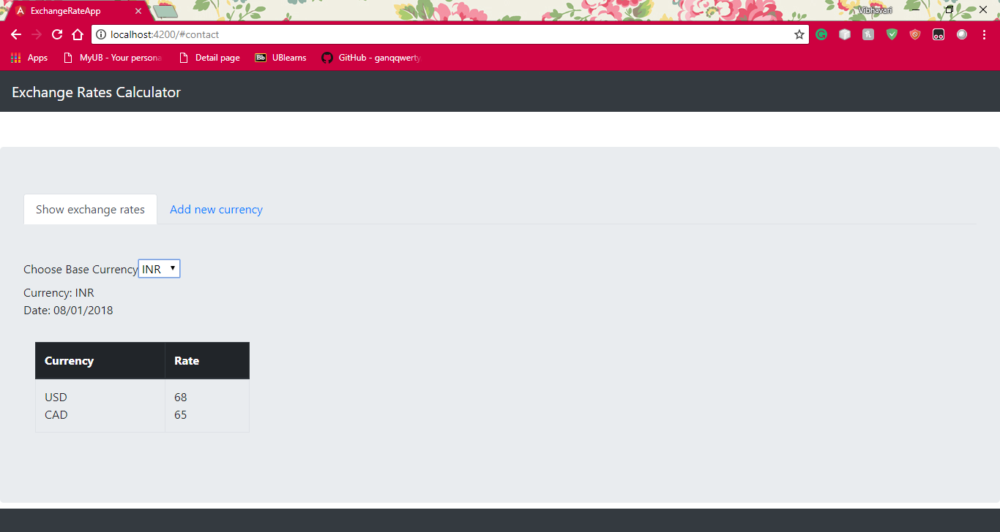 ExchangeRateApp
Vibhavari
localhost:4200/#contact
Apps
MyUB - Your persona
Detail page
Bb UBlearns
GitHub - ganqqwerty
Exchange Rates Calculator
Show exchange rates Add new currency
Choose Base Currency INR
Currency: INR
Date: 08/01/2018
Currency Rate
USD 68
CAD 65